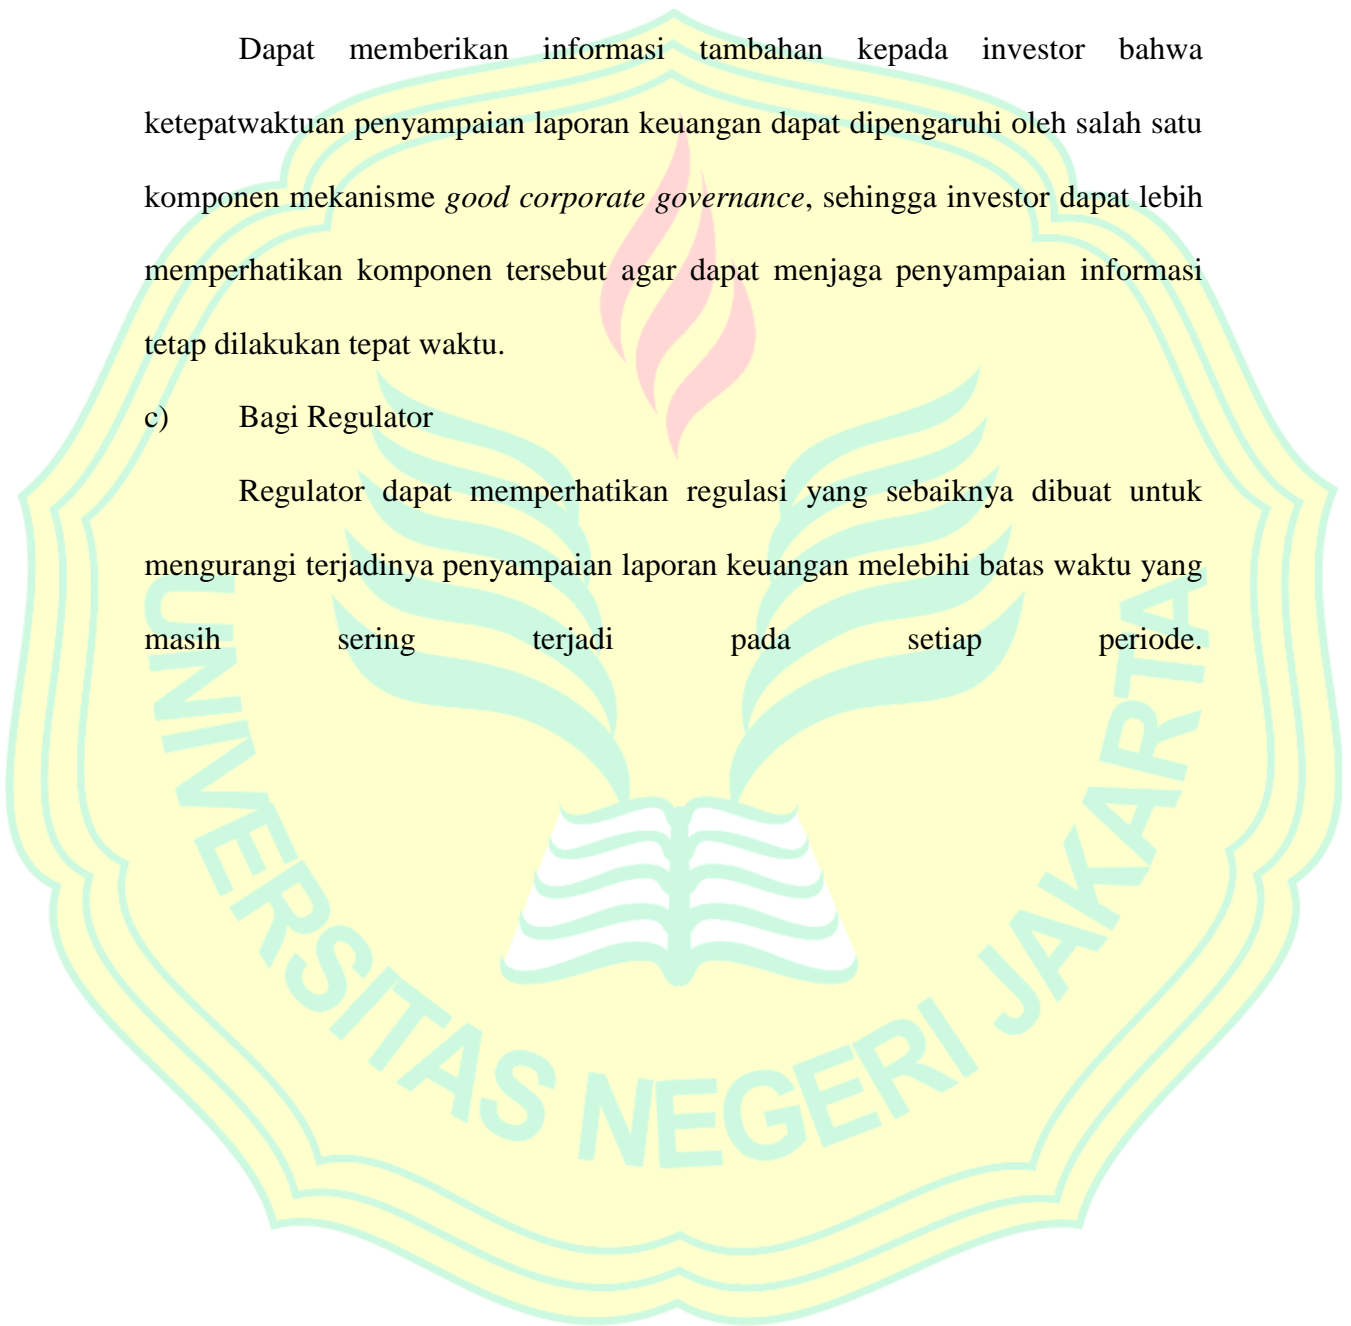 Dapat memberikan informasi tambahan kepada investor bahwa
ketepatwaktuan penyampaian laporan keuangan dapat dipengaruhi oleh salah satu
komponen mekanisme good corporate governance, sehingga investor dapat lebih
memperhatikan komponen tersebut agar dapat menjaga penyampaian informasi
tetap dilakukan tepat waktu.
c) Bagi Regulator
Regulator dapat memperhatikan regulasi yang sebaiknya dibuat untuk
mengurangi terjadinya penyampaian laporan keuangan melebihi batas waktu yang
masih sering terjadi pada setiap periode.
UNIVERSITAS NEGERI JAKARTA